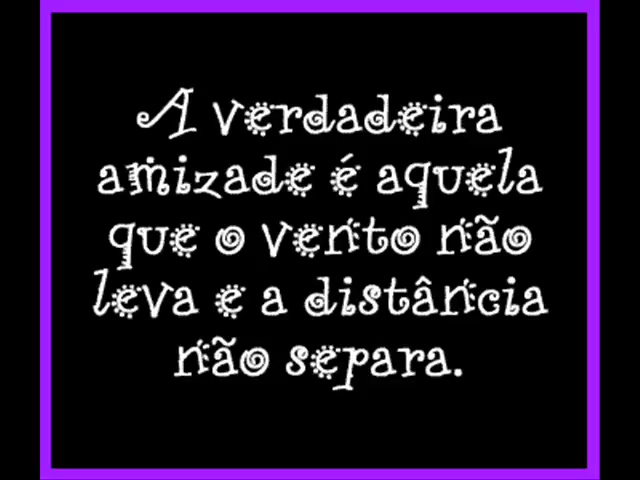 A verdadeira
amizade é aquela
que o vento não
leva e a distância
não separa.